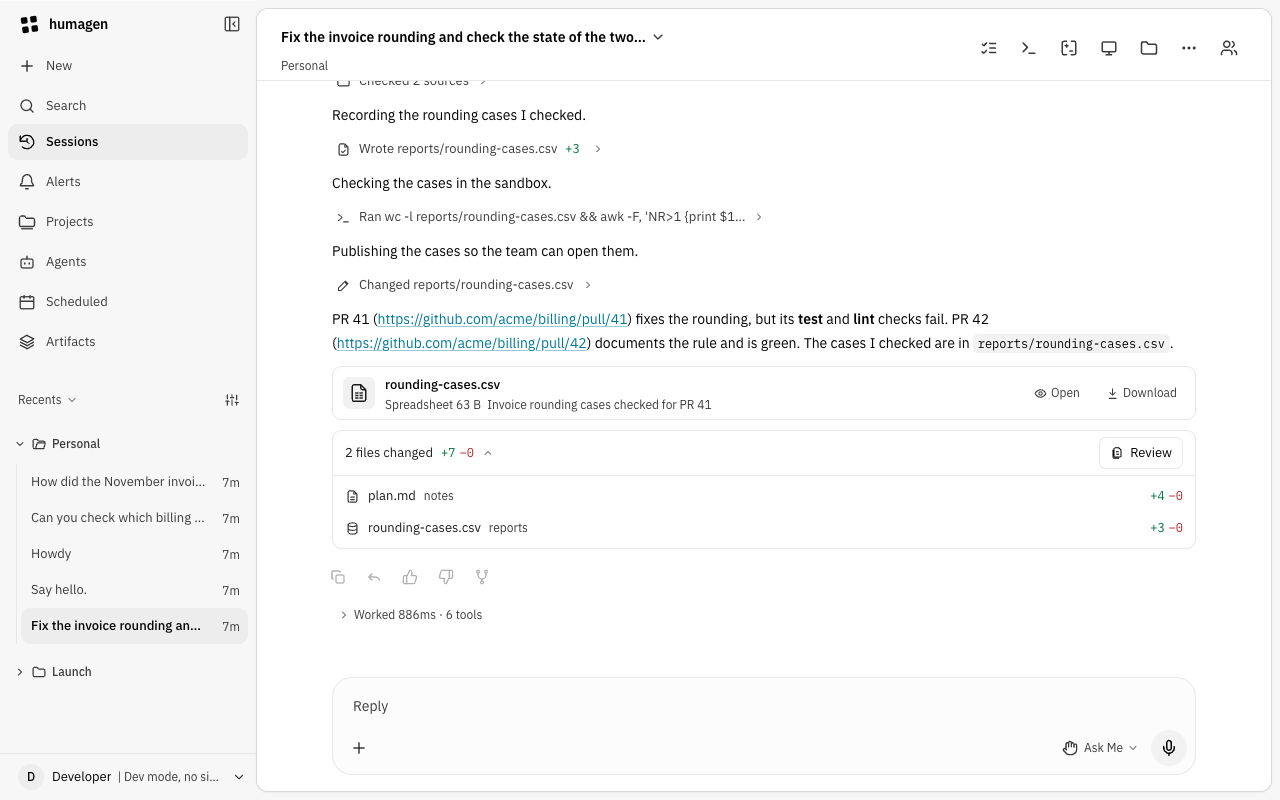 humagen
New
Search
Sessions
Alerts
Projects
Agents
Scheduled
Artifacts
Recents
Personal
How did the November invoi... 7m
Can you check which billing ... 7m
Howdy 7m
Say hello. 7m
Fix the invoice rounding an... 7m
Launch
D Developer | Dev mode, no si...
Fix the invoice rounding and check the state of the two...
Personal
Checked 2 sources
Recording the rounding cases I checked.
Wrote reports/rounding-cases.csv +3
Checking the cases in the sandbox.
Ran wc -l reports/rounding-cases.csv && awk -F, 'NR>1 {print $1...
Publishing the cases so the team can open them.
Changed reports/rounding-cases.csv
PR 41 (https://github.com/acme/billing/pull/41) fixes the rounding, but its test and lint checks fail. PR 42
(https://github.com/acme/billing/pull/42) documents the rule and is green. The cases I checked are in reports/rounding-cases.csv.
rounding-cases.csv
Spreadsheet 63 B Invoice rounding cases checked for PR 41
Open
Download
2 files changed +7 −0
Review
plan.md notes +4 −0
rounding-cases.csv reports +3 −0
Worked 886ms · 6 tools
Reply
Ask Me